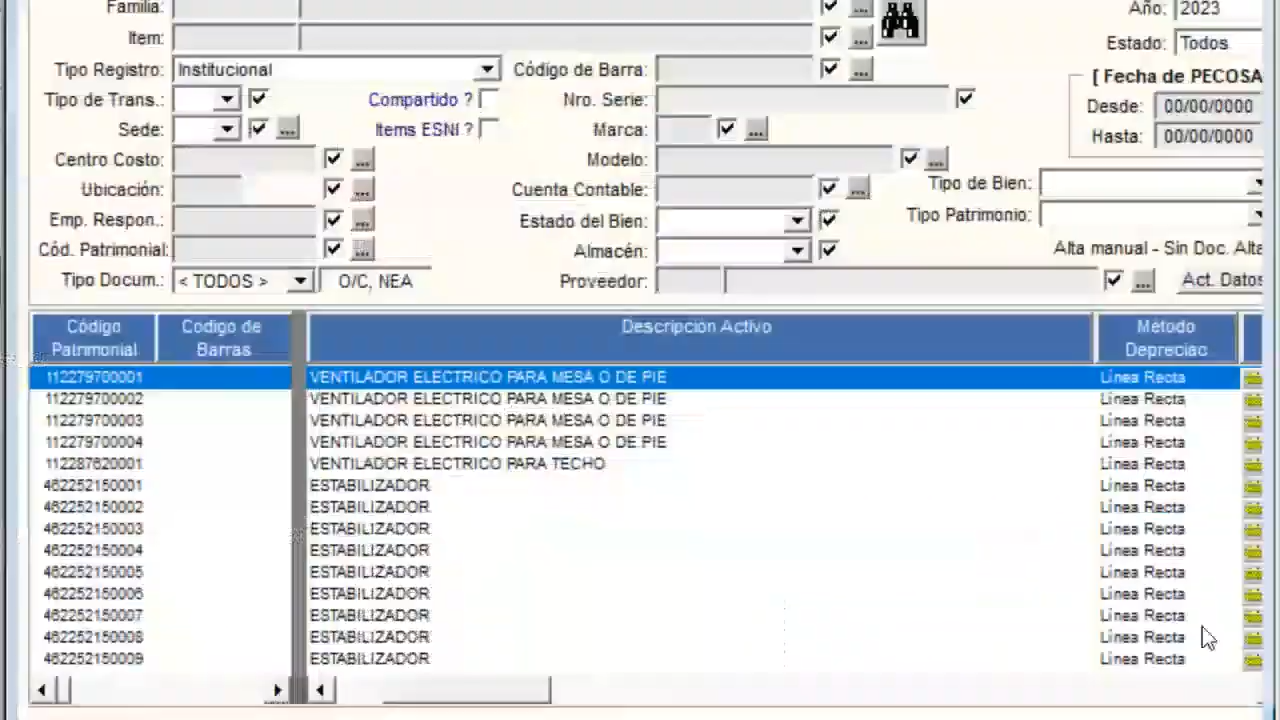 Familia: ... Año: 2023
Item: ... Estado: Todos
Tipo Registro: Institucional Código de Barra: ... [ Fecha de PECOSA
Tipo de Trans.: Compartido ? Nro. Serie: Desde: 00/00/0000
Sede: ... Items ESNI ? Marca: ... Hasta: 00/00/0000
Centro Costo: ... Modelo: ...
Ubicación: ... Cuenta Contable: ... Tipo de Bien:
Emp. Respon.: ... Estado del Bien: Tipo Patrimonio:
Cód. Patrimonial: ... Almacén: Alta manual - Sin Doc. Alta
Tipo Docum.: < TODOS > O/C, NEA Proveedor: ... Act. Datos
Código Patrimonial Codigo de Barras Descripción Activo Método Depreciac
112279700001 VENTILADOR ELECTRICO PARA MESA O DE PIE Línea Recta
112279700002 VENTILADOR ELECTRICO PARA MESA O DE PIE Línea Recta
112279700003 VENTILADOR ELECTRICO PARA MESA O DE PIE Línea Recta
112279700004 VENTILADOR ELECTRICO PARA MESA O DE PIE Línea Recta
112287620001 VENTILADOR ELECTRICO PARA TECHO Línea Recta
462252150001 ESTABILIZADOR Línea Recta
462252150002 ESTABILIZADOR Línea Recta
462252150003 ESTABILIZADOR Línea Recta
462252150004 ESTABILIZADOR Línea Recta
462252150005 ESTABILIZADOR Línea Recta
462252150006 ESTABILIZADOR Línea Recta
462252150007 ESTABILIZADOR Línea Recta
462252150008 ESTABILIZADOR Línea Recta
462252150009 ESTABILIZADOR Línea Recta